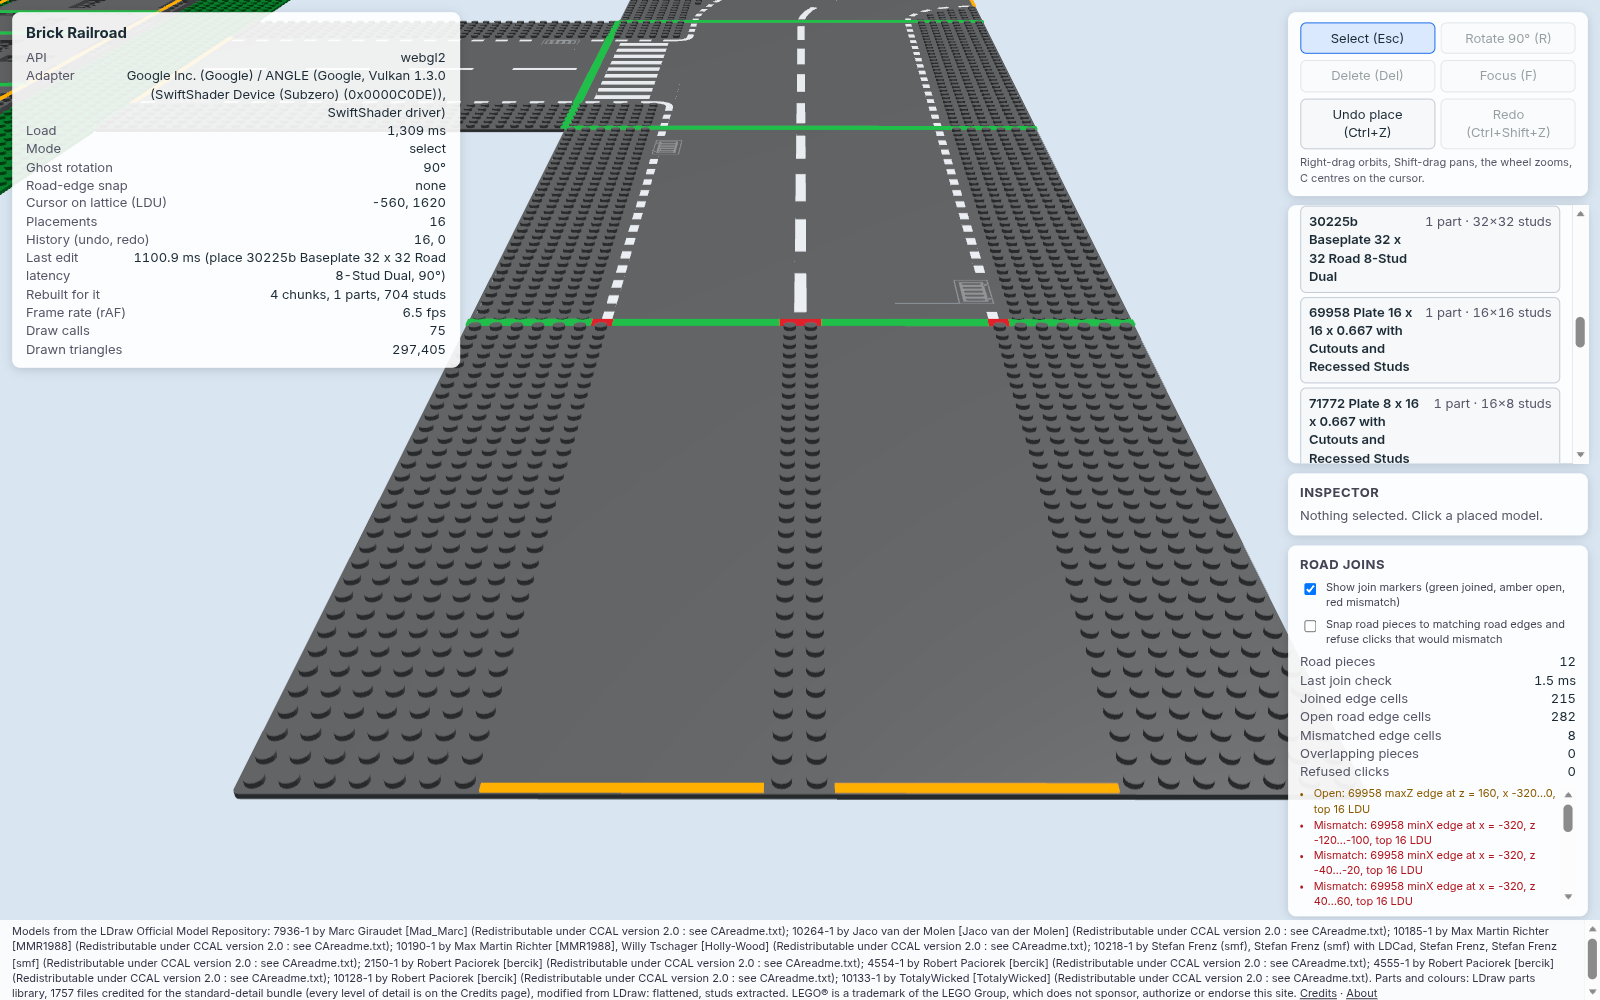 Brick Railroad
API webgl2
Adapter Google Inc. (Google) / ANGLE (Google, Vulkan 1.3.0
(SwiftShader Device (Subzero) (0x0000C0DE)),
SwiftShader driver)
Load 1,309 ms
Mode select
Ghost rotation 90°
Road-edge snap none
Cursor on lattice (LDU) -560, 1620
Placements 16
History (undo, redo) 16, 0
Last edit 1100.9 ms (place 30225b Baseplate 32 x 32 Road
latency 8-Stud Dual, 90°)
Rebuilt for it 4 chunks, 1 parts, 704 studs
Frame rate (rAF) 6.5 fps
Draw calls 75
Drawn triangles 297,405
Select (Esc)
Rotate 90° (R)
Delete (Del)
Focus (F)
Undo place
(Ctrl+Z)
Redo
(Ctrl+Shift+Z)
Right-drag orbits, Shift-drag pans, the wheel zooms,
C centres on the cursor.
30225b 1 part · 32×32 studs
Baseplate 32 x
32 Road 8-Stud
Dual
69958 Plate 16 x 1 part · 16×16 studs
16 x 0.667 with
Cutouts and
Recessed Studs
71772 Plate 8 x 16 1 part · 16×8 studs
x 0.667 with
Cutouts and
Recessed Studs
INSPECTOR
Nothing selected. Click a placed model.
ROAD JOINS
Show join markers (green joined, amber open,
red mismatch)
Snap road pieces to matching road edges and
refuse clicks that would mismatch
Road pieces 12
Last join check 1.5 ms
Joined edge cells 215
Open road edge cells 282
Mismatched edge cells 8
Overlapping pieces 0
Refused clicks 0
• Open: 69958 maxZ edge at z = 160, x -320…0,
top 16 LDU
• Mismatch: 69958 minX edge at x = -320, z
-120…-100, top 16 LDU
• Mismatch: 69958 minX edge at x = -320, z
-40…-20, top 16 LDU
• Mismatch: 69958 minX edge at x = -320, z
40…60, top 16 LDU
Models from the LDraw Official Model Repository: 7936-1 by Marc Giraudet [Mad_Marc] (Redistributable under CCAL version 2.0 : see CAreadme.txt); 10264-1 by Jaco van der Molen [Jaco van der Molen] (Redistributable under CCAL version 2.0 : see CAreadme.txt); 10185-1 by Max Martin Richter
[MMR1988] (Redistributable under CCAL version 2.0 : see CAreadme.txt); 10190-1 by Max Martin Richter [MMR1988], Willy Tschager [Holly-Wood] (Redistributable under CCAL version 2.0 : see CAreadme.txt); 10218-1 by Stefan Frenz (smf), Stefan Frenz (smf) with LDCad, Stefan Frenz, Stefan Frenz
[smf] (Redistributable under CCAL version 2.0 : see CAreadme.txt); 2150-1 by Robert Paciorek [bercik] (Redistributable under CCAL version 2.0 : see CAreadme.txt); 4554-1 by Robert Paciorek [bercik] (Redistributable under CCAL version 2.0 : see CAreadme.txt); 4555-1 by Robert Paciorek [bercik]
(Redistributable under CCAL version 2.0 : see CAreadme.txt); 10128-1 by Robert Paciorek [bercik] (Redistributable under CCAL version 2.0 : see CAreadme.txt); 10133-1 by TotalyWicked [TotalyWicked] (Redistributable under CCAL version 2.0 : see CAreadme.txt). Parts and colours: LDraw parts
library, 1757 files credited for the standard-detail bundle (every level of detail is on the Credits page), modified from LDraw: flattened, studs extracted. LEGO® is a trademark of the LEGO Group, which does not sponsor, authorize or endorse this site. Credits · About